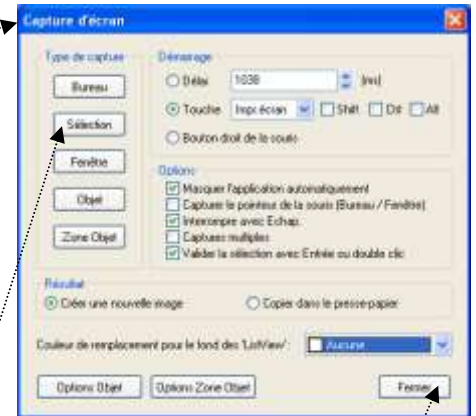 Capture d'écran
Type de capture
Bureau
Sélection
Fenêtre
Objet
Zone Objet
Démarrage
Délai 1038 [ms]
Touche Impr écran Shift Ctrl Alt
Bouton droit de la souris
Options
Masquer l'application automatiquement
Capturer le pointeur de la souris (Bureau / Fenêtre)
Interrompre avec Echap.
Captures multiples
Valider la sélection avec Entrée ou double clic
Résultat
Créer une nouvelle image Copier dans le presse-papier
Couleur de remplacement pour le fond des 'ListView': Aucune
Options Objet Options Zone Objet Fermer